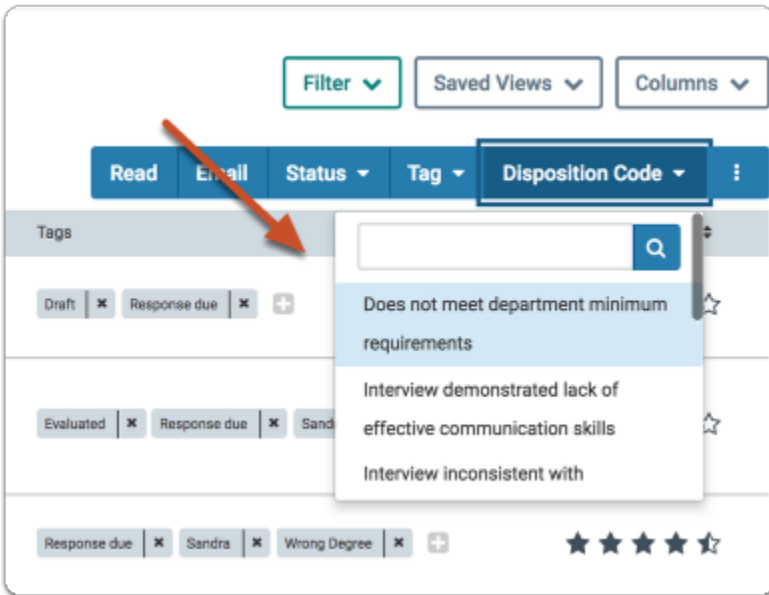 Filter
Saved Views
Columns
Read
Email
Status
Tag
Disposition Code
Tags
Draft
Response due
Does not meet department minimum
requirements
Interview demonstrated lack of
effective communication skills
Interview inconsistent with
Evaluated
Response due
Response due
Sandra
Wrong Degree